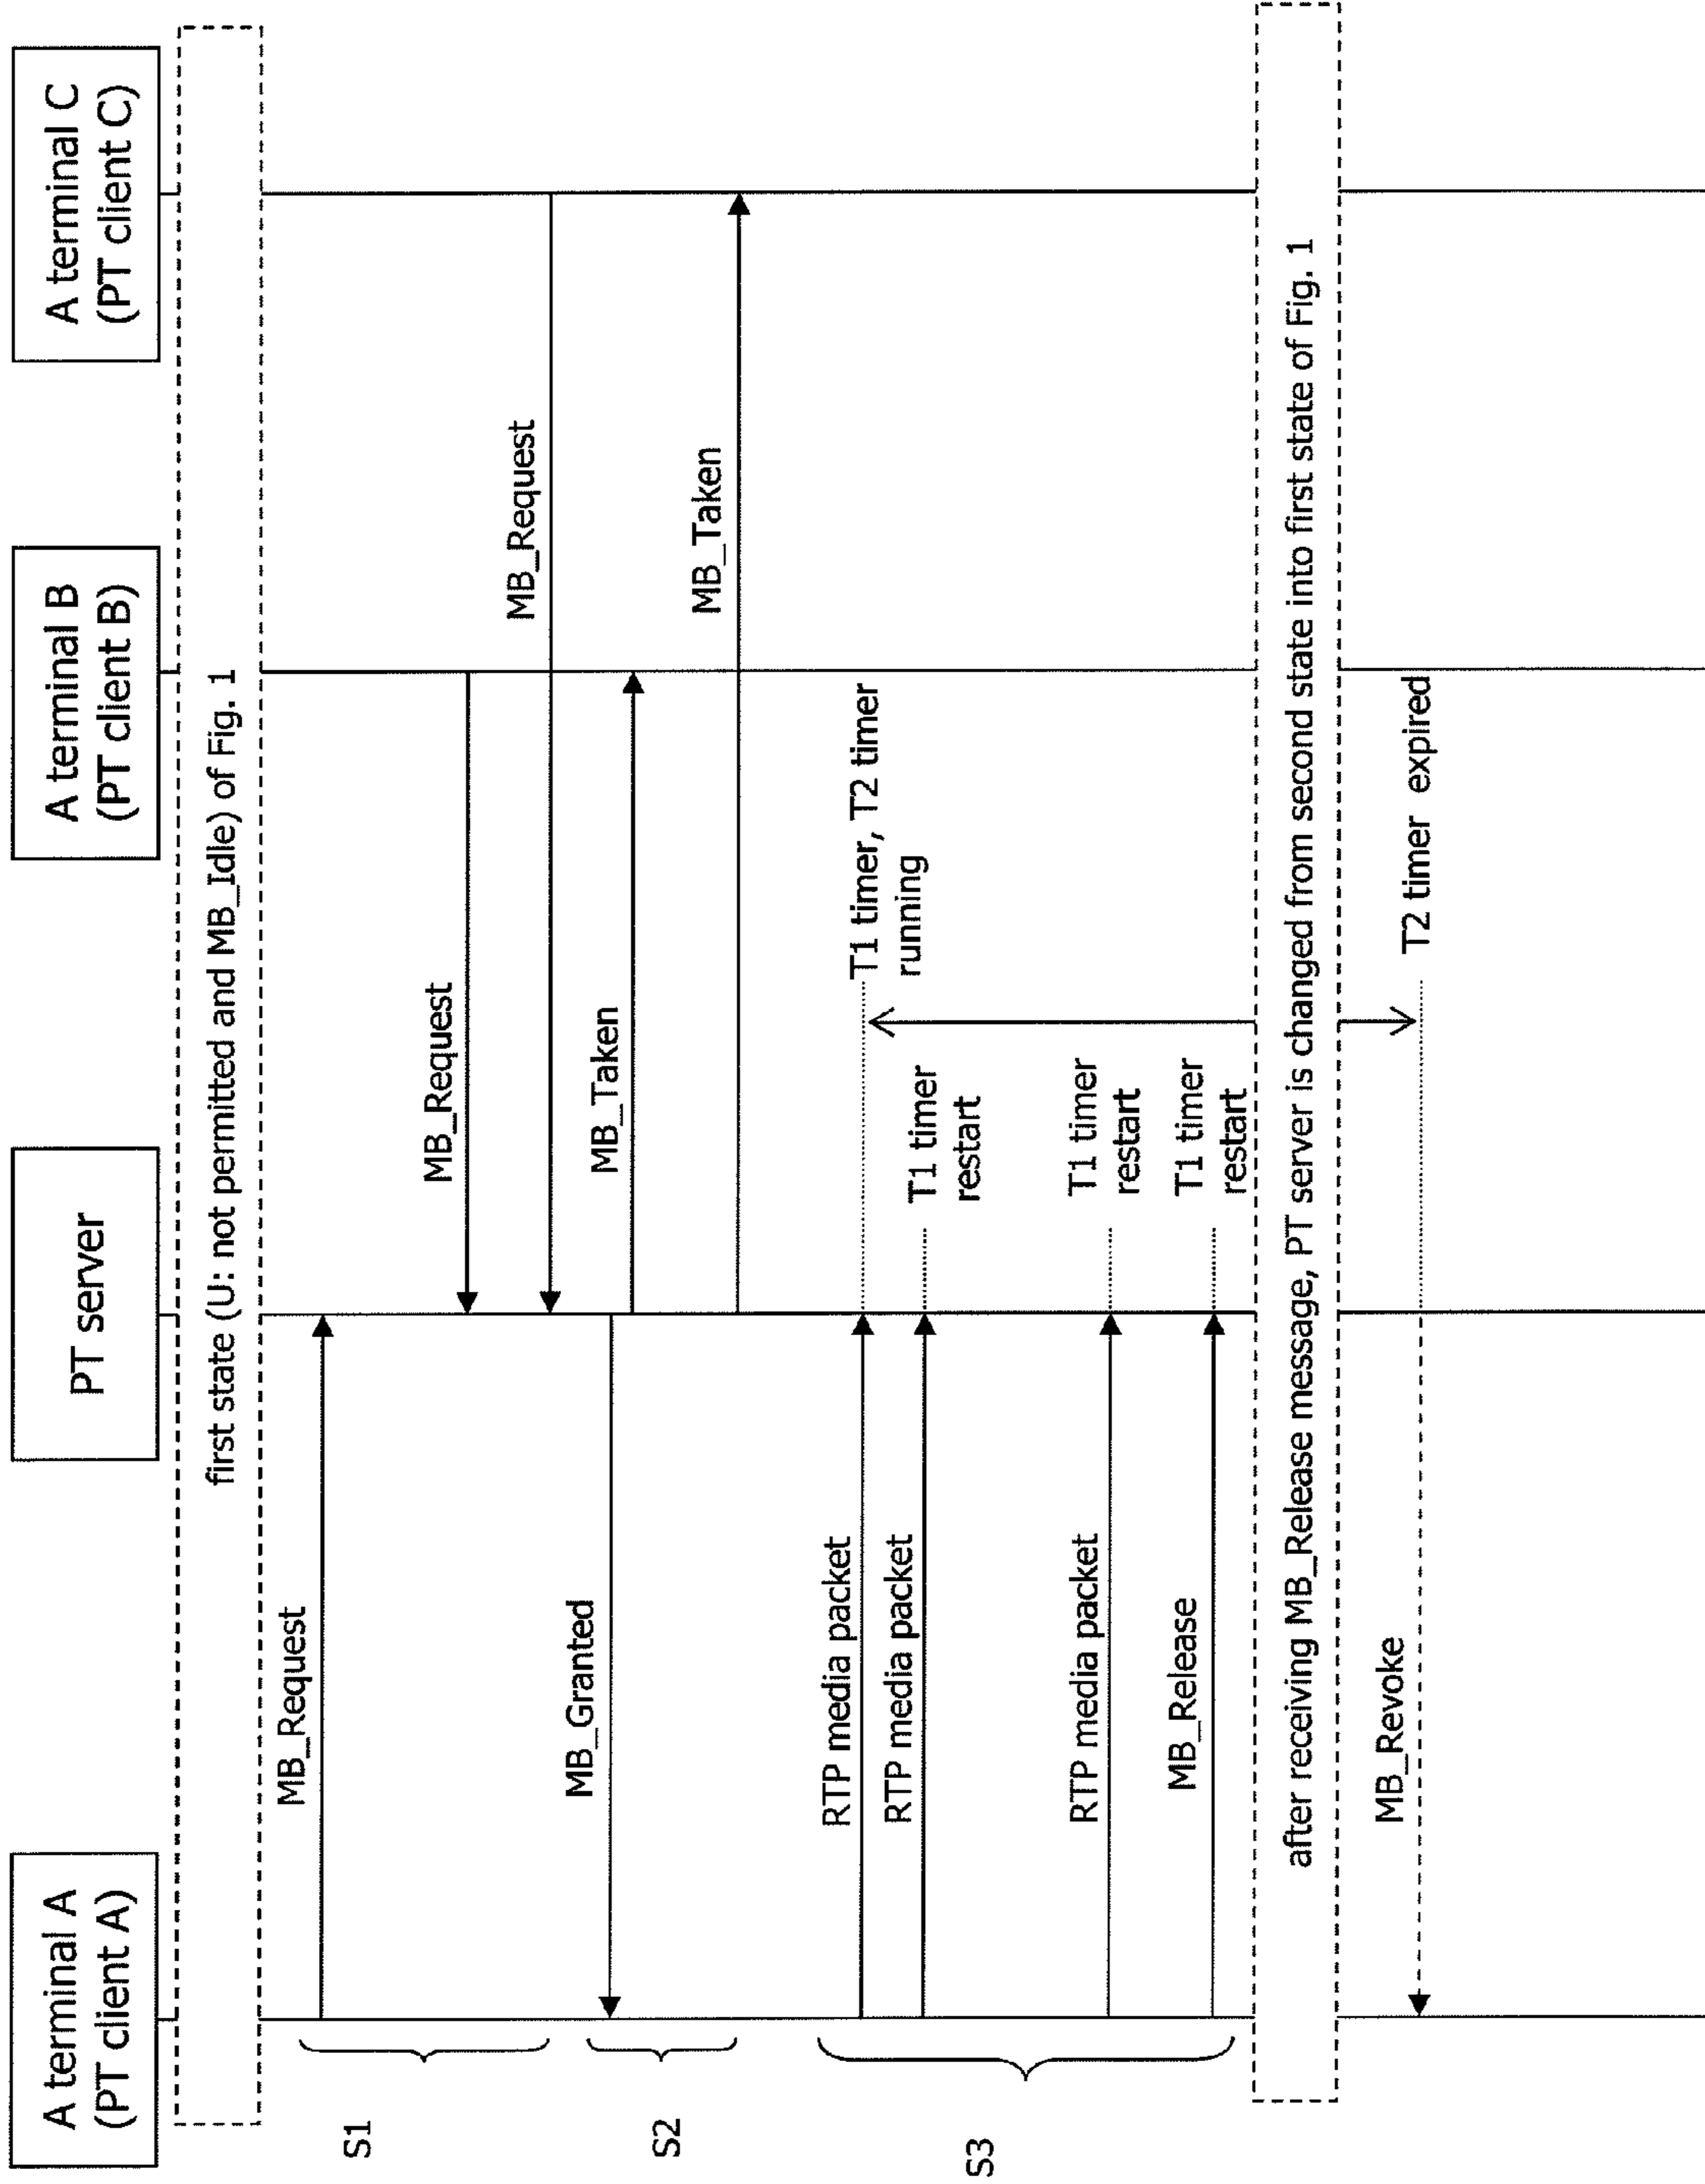 A terminal A
(PT client A)
PT server
A terminal B
(PT client B)
A terminal C
(PT client C)
first state (U: not permitted and MB_Idle) of Fig. 1
S1
MB_Request
MB_Request
MB_Request
S2
MB_Granted
MB_Taken
MB_Taken
S3
RTP media packet
T1 timer, T2 timer
running
RTP media packet
T1 timer
restart
RTP media packet
T1 timer
restart
MB_Release
T1 timer
restart
after receiving MB_Release message, PT server is changed from second state into first state of Fig. 1
MB_Revoke
T2 timer expired